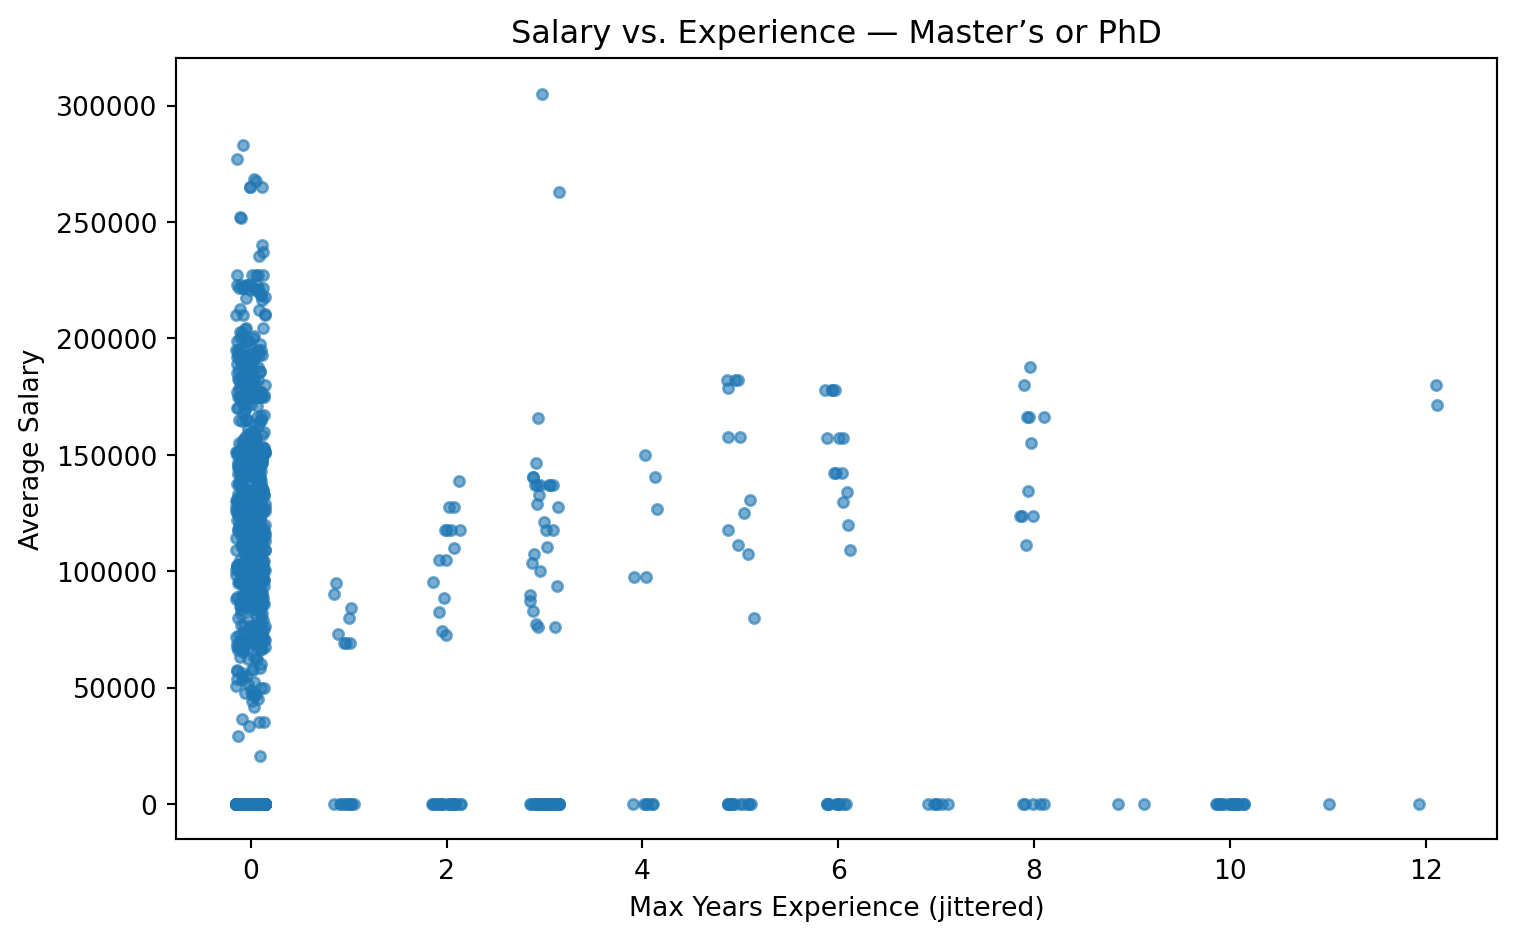 Salary vs. Experience — Master’s or PhD
Average Salary
300000
250000
200000
150000
100000
50000
0
0 2 4 6 8 10 12
Max Years Experience (jittered)